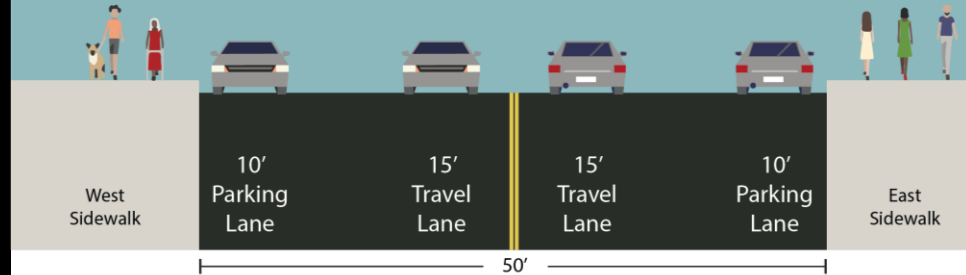 West
Sidewalk
10′
Parking
Lane
15′
Travel
Lane
15′
Travel
Lane
10′
Parking
Lane
East
Sidewalk
50′